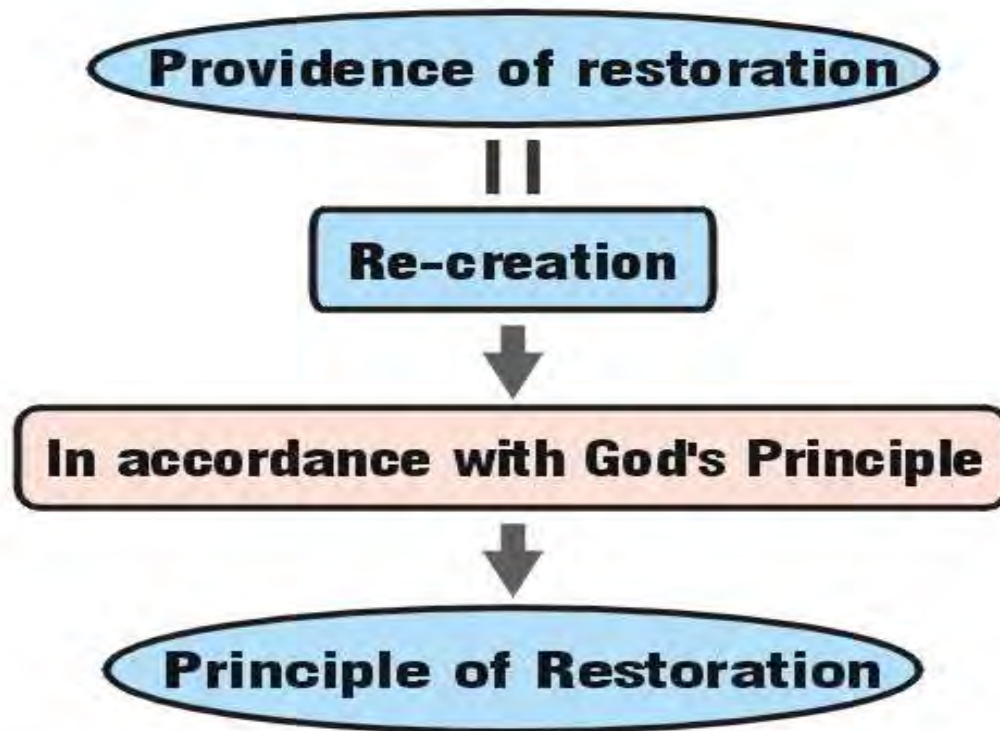 Providence of restoration
Re-creation
In accordance with God's Principle
Principle of Restoration